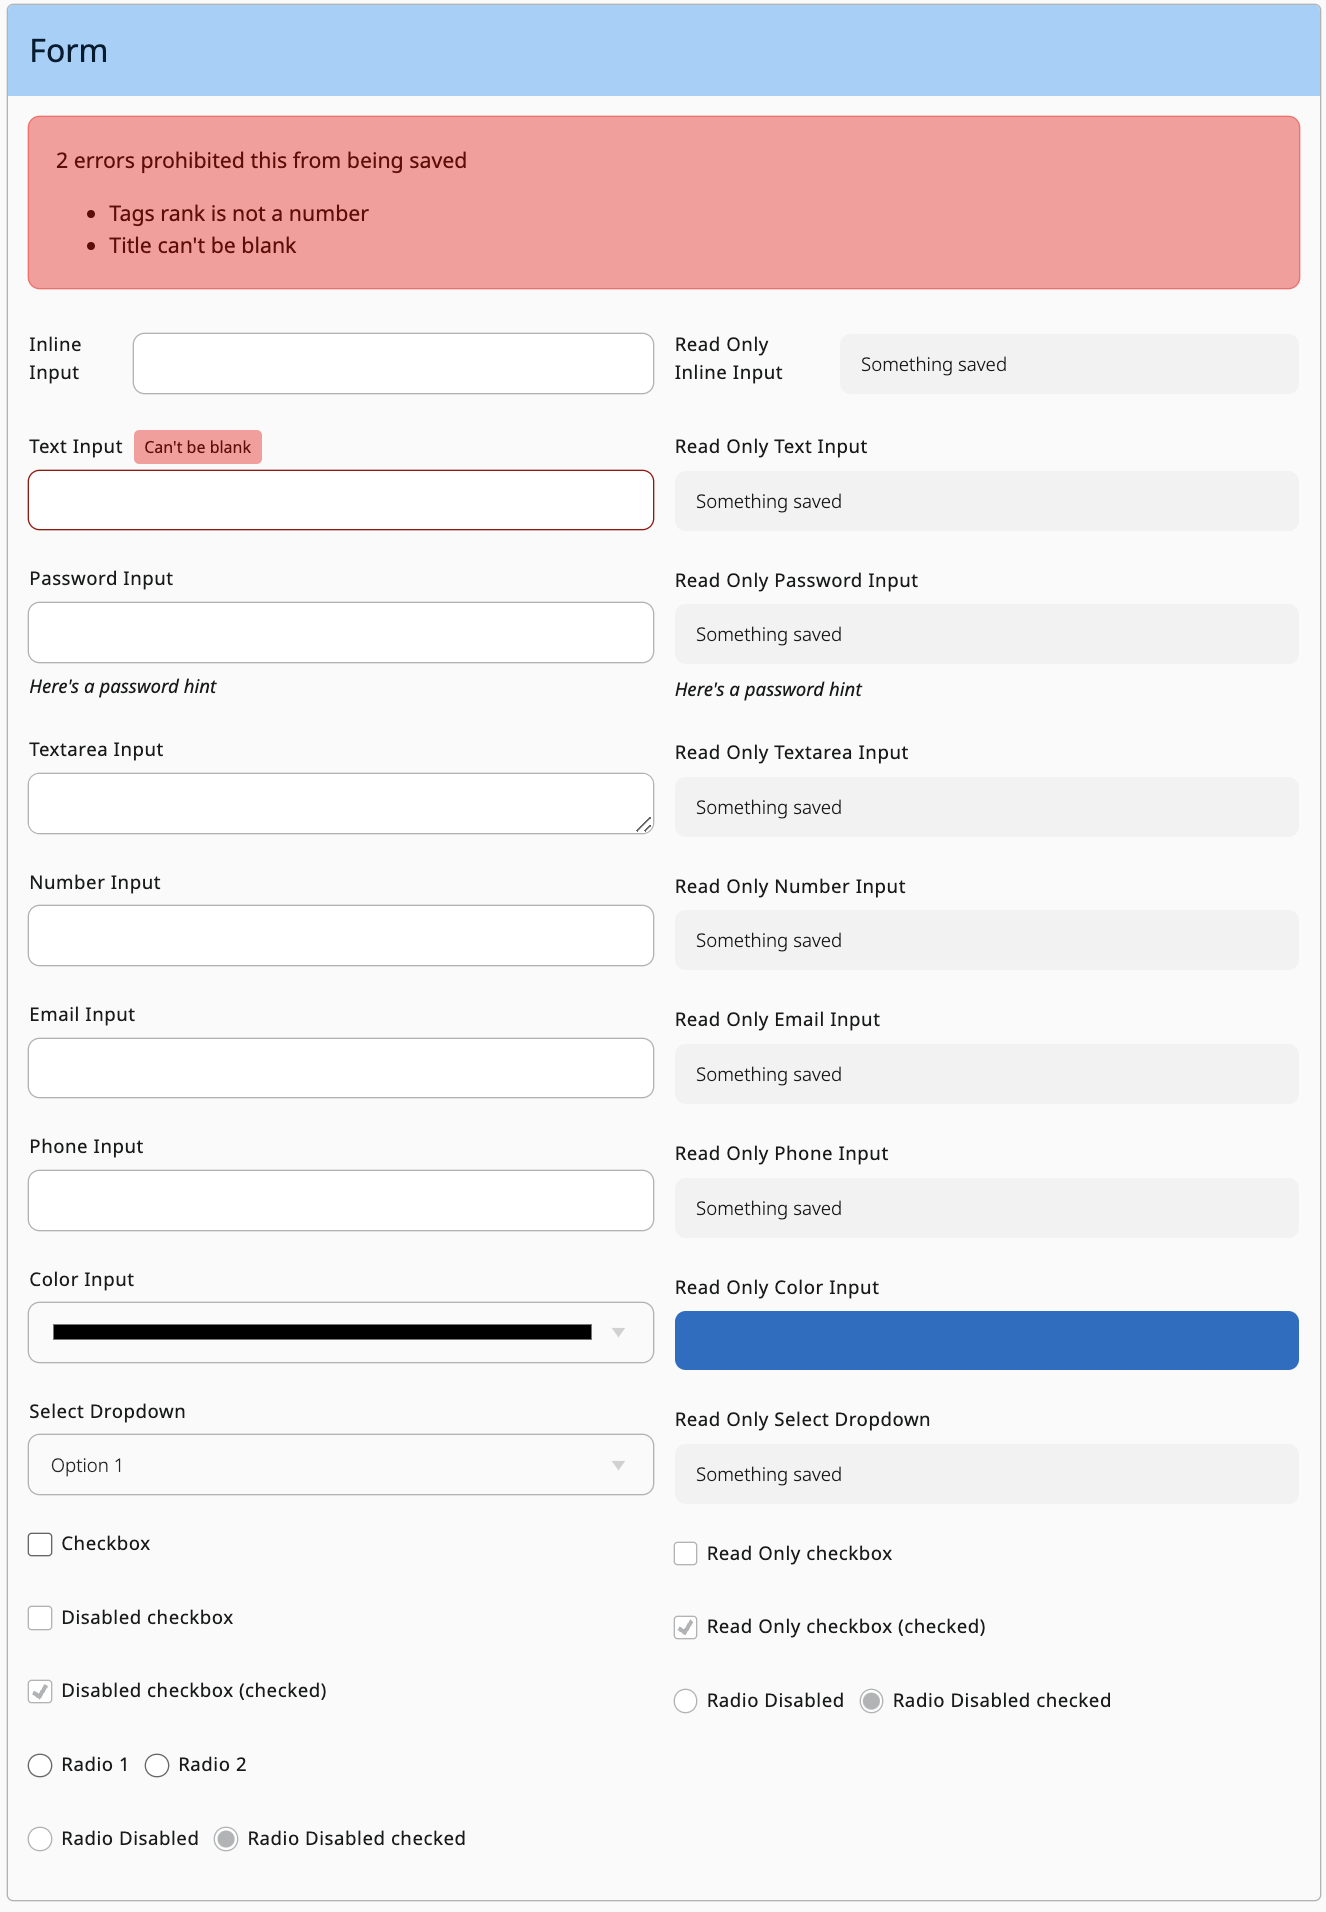 Form
2 errors prohibited this from being saved
Tags rank is not a number
Title can't be blank
Inline
Input
Read Only
Inline Input
Something saved
Text Input
Can't be blank
Read Only Text Input
Something saved
Password Input
Here's a password hint
Read Only Password Input
Something saved
Here's a password hint
Textarea Input
Read Only Textarea Input
Something saved
Number Input
Read Only Number Input
Something saved
Email Input
Read Only Email Input
Something saved
Phone Input
Read Only Phone Input
Something saved
Color Input
Read Only Color Input
Select Dropdown
Option 1
Read Only Select Dropdown
Something saved
Checkbox
Read Only checkbox
Disabled checkbox
Read Only checkbox (checked)
Disabled checkbox (checked)
Radio Disabled
Radio Disabled checked
Radio 1
Radio 2
Radio Disabled
Radio Disabled checked